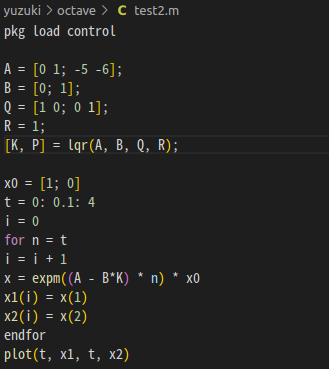 yuzuki > octave > C test2.m
pkg load control
A = [0 1; -5 -6];
B = [0; 1];
Q = [1 0; 0 1];
R = 1;
[K, P] = lqr(A, B, Q, R);
x0 = [1; 0]
t = 0: 0.1: 4
i = 0
for n = t
i = i + 1
x = expm((A - B*K) * n) * x0
x1(i) = x(1)
x2(i) = x(2)
endfor
plot(t, x1, t, x2)